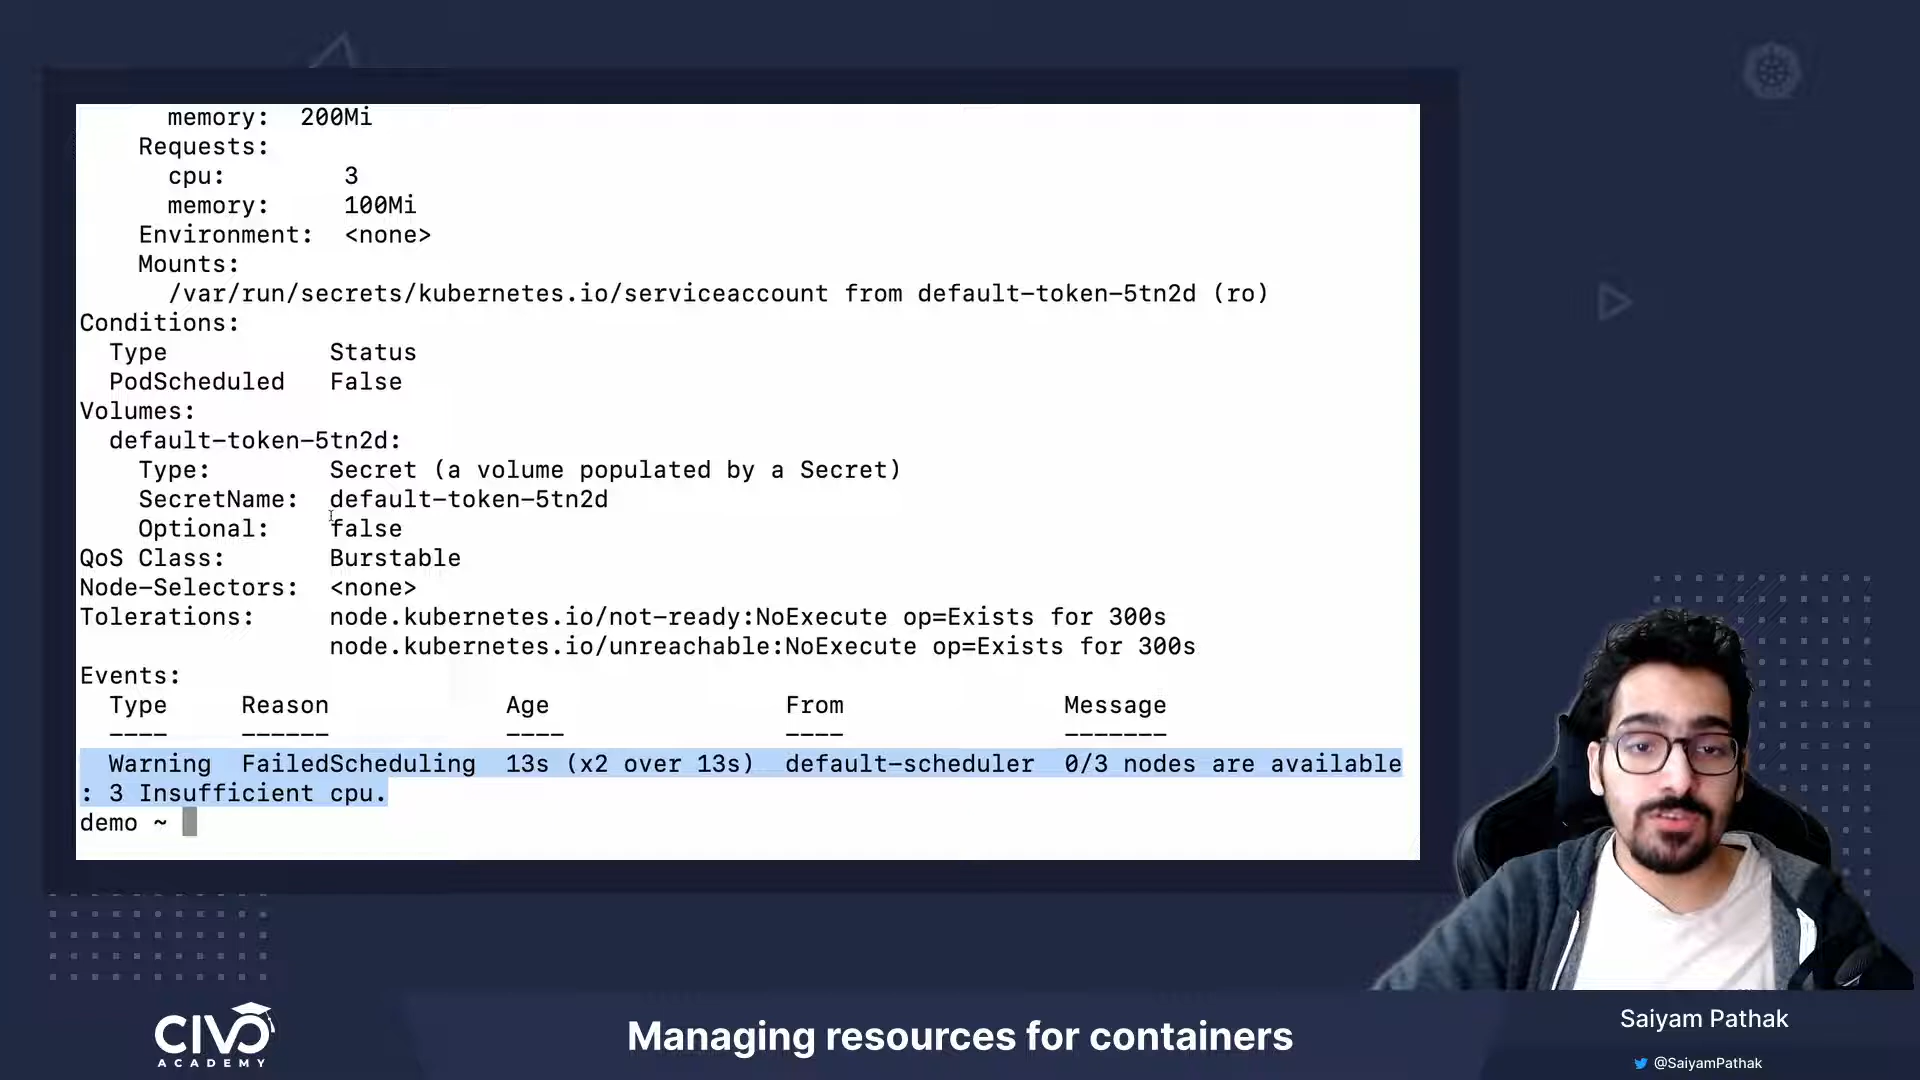 memory: 200Mi
Requests:
cpu: 3
memory: 100Mi
Environment: <none>
Mounts:
/var/run/secrets/kubernetes.io/serviceaccount from default-token-5tn2d (ro)
Conditions:
Type Status
PodScheduled False
Volumes:
default-token-5tn2d:
Type: Secret (a volume populated by a Secret)
SecretName: default-token-5tn2d
Optional: false
QoS Class: Burstable
Node-Selectors: <none>
Tolerations: node.kubernetes.io/not-ready:NoExecute op=Exists for 300s
node.kubernetes.io/unreachable:NoExecute op=Exists for 300s
Events:
Type Reason Age From Message
---- ------ ---- ---- -------
Warning FailedScheduling 13s (x2 over 13s) default-scheduler 0/3 nodes are available
: 3 Insufficient cpu.
demo ~
CIVO
ACADEMY
Managing resources for containers
Saiyam Pathak
@SaiyamPathak